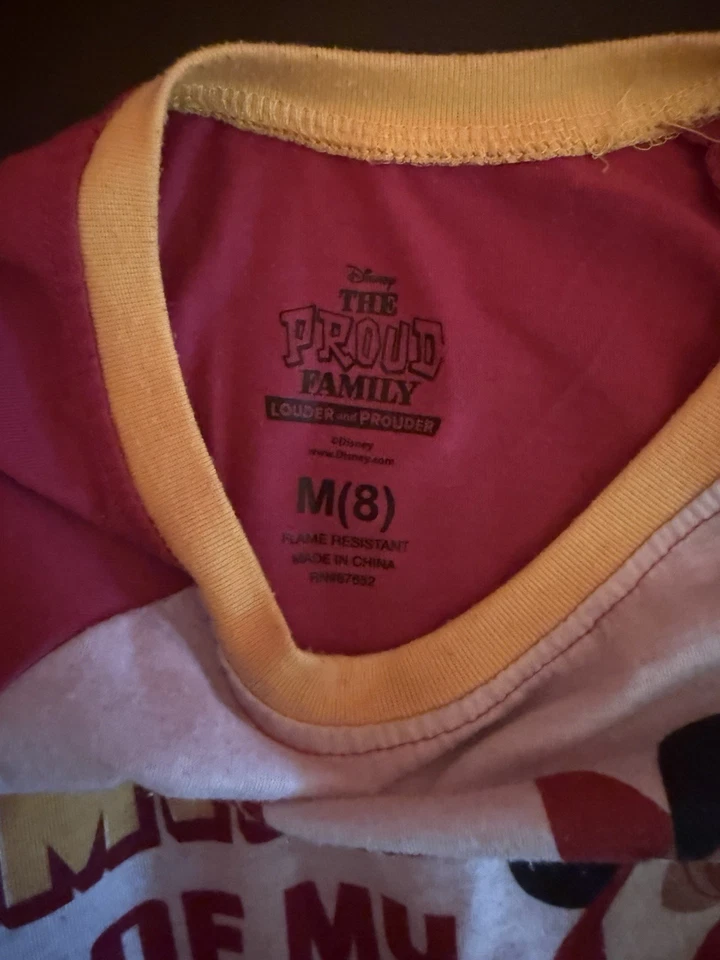 Disney
THE
PROUD
FAMILY
LOUDER and PROUDER
©Disney
www.Disney.com
M(8)
FLAME RESISTANT
MADE IN CHINA
OF MY